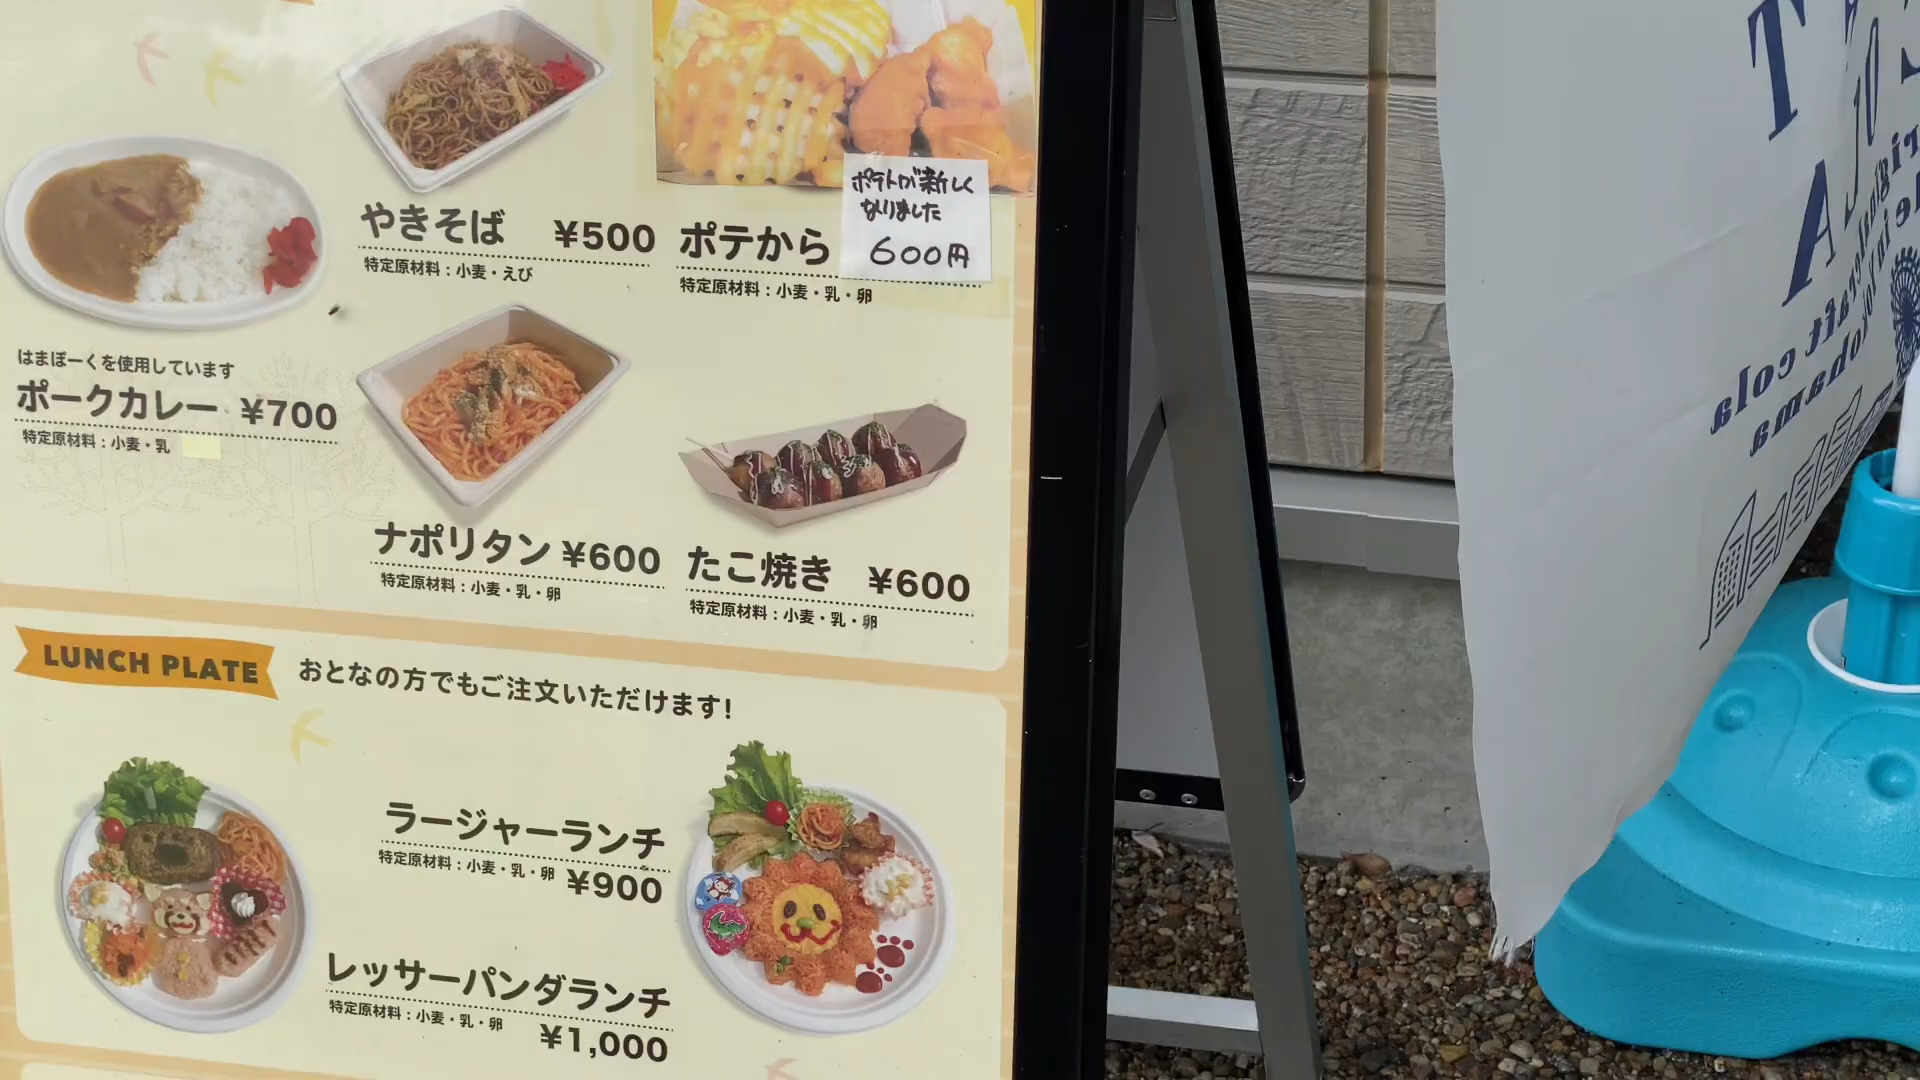 やきそば ¥500
特定原材料：小麦・えび
ポテから
ポテトが新しく
なりました
600円
特定原材料：小麦・乳・卵
はまぽーくを使用しています
ポークカレー ¥700
特定原材料：小麦・乳
ナポリタン ¥600
特定原材料：小麦・乳・卵
たこ焼き ¥600
特定原材料：小麦・乳・卵
LUNCH PLATE
おとなの方でもご注文いただけます!
ラージャーランチ
特定原材料：小麦・乳・卵
¥900
レッサーパンダランチ
特定原材料：小麦・乳・卵
¥1,000
craft cola
Yokohama